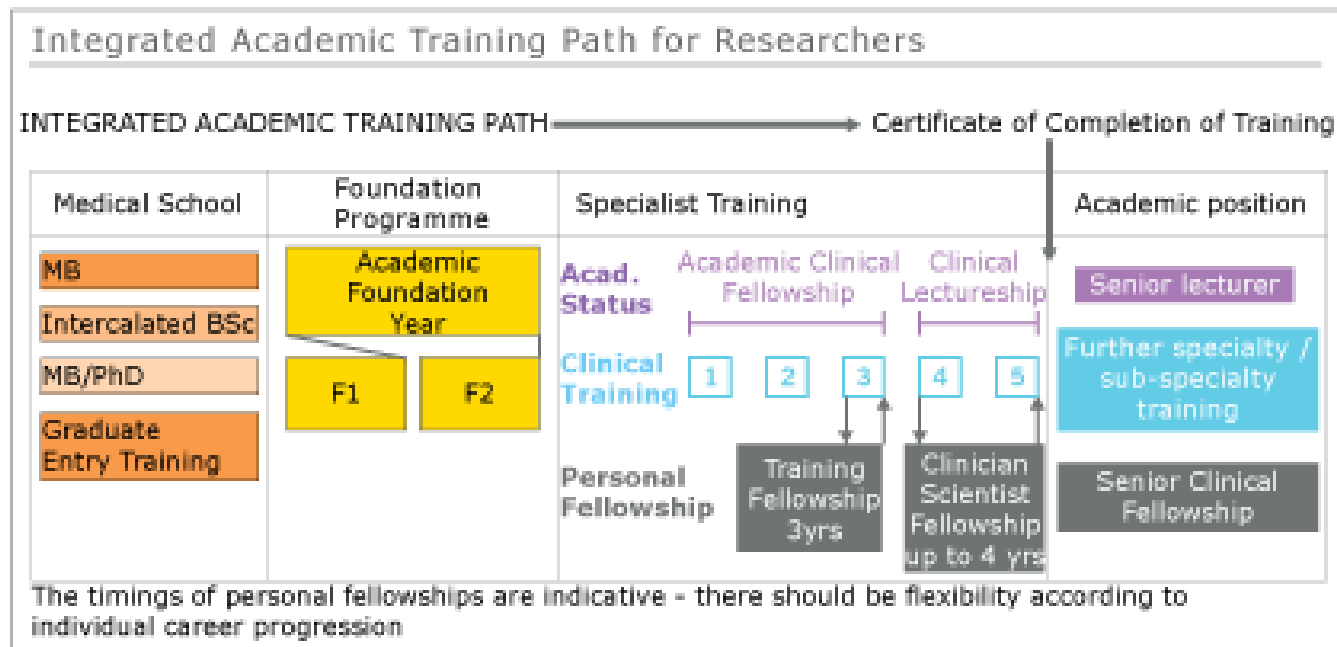 Integrated Academic Training Path for Researchers
INTEGRATED ACADEMIC TRAINING PATH
Certificate of Completion of Training
Medical School
Foundation
Programme
Specialist Training
Academic position
MB
Intercalated BSc
MB/PhD
Graduate
Entry Training
Academic
Foundation
Year
F1
F2
Acad.
Status
Academic Clinical
Fellowship
Clinical
Lectureship
Clinical
Training
1
2
3
4
5
Personal
Fellowship
Training
Fellowship
3yrs
Clinician
Scientist
Fellowship
up to 4 yrs
Senior lecturer
Further specialty /
sub-specialty
training
Senior Clinical
Fellowship
The timings of personal fellowships are indicative - there should be flexibility according to
individual career progression